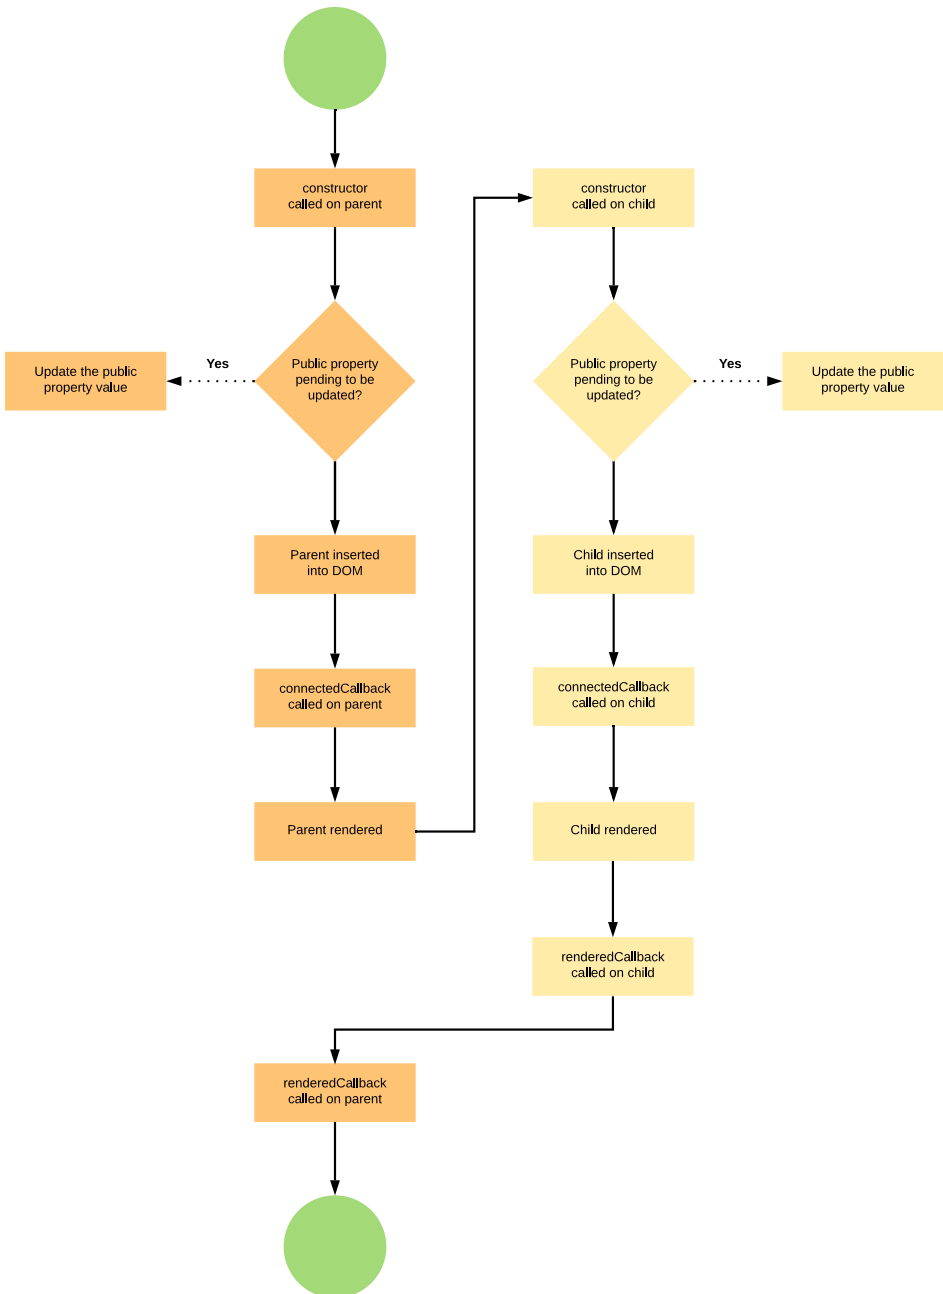 constructor
called on parent
constructor
called on child
Yes
Update the public
property value
Public property
pending to be
updated?
Public property
pending to be
updated?
Yes
Update the public
property value
Parent inserted
into DOM
Child inserted
into DOM
connectedCallback
called on parent
connectedCallback
called on child
Parent rendered
Child rendered
renderedCallback
called on child
renderedCallback
called on parent